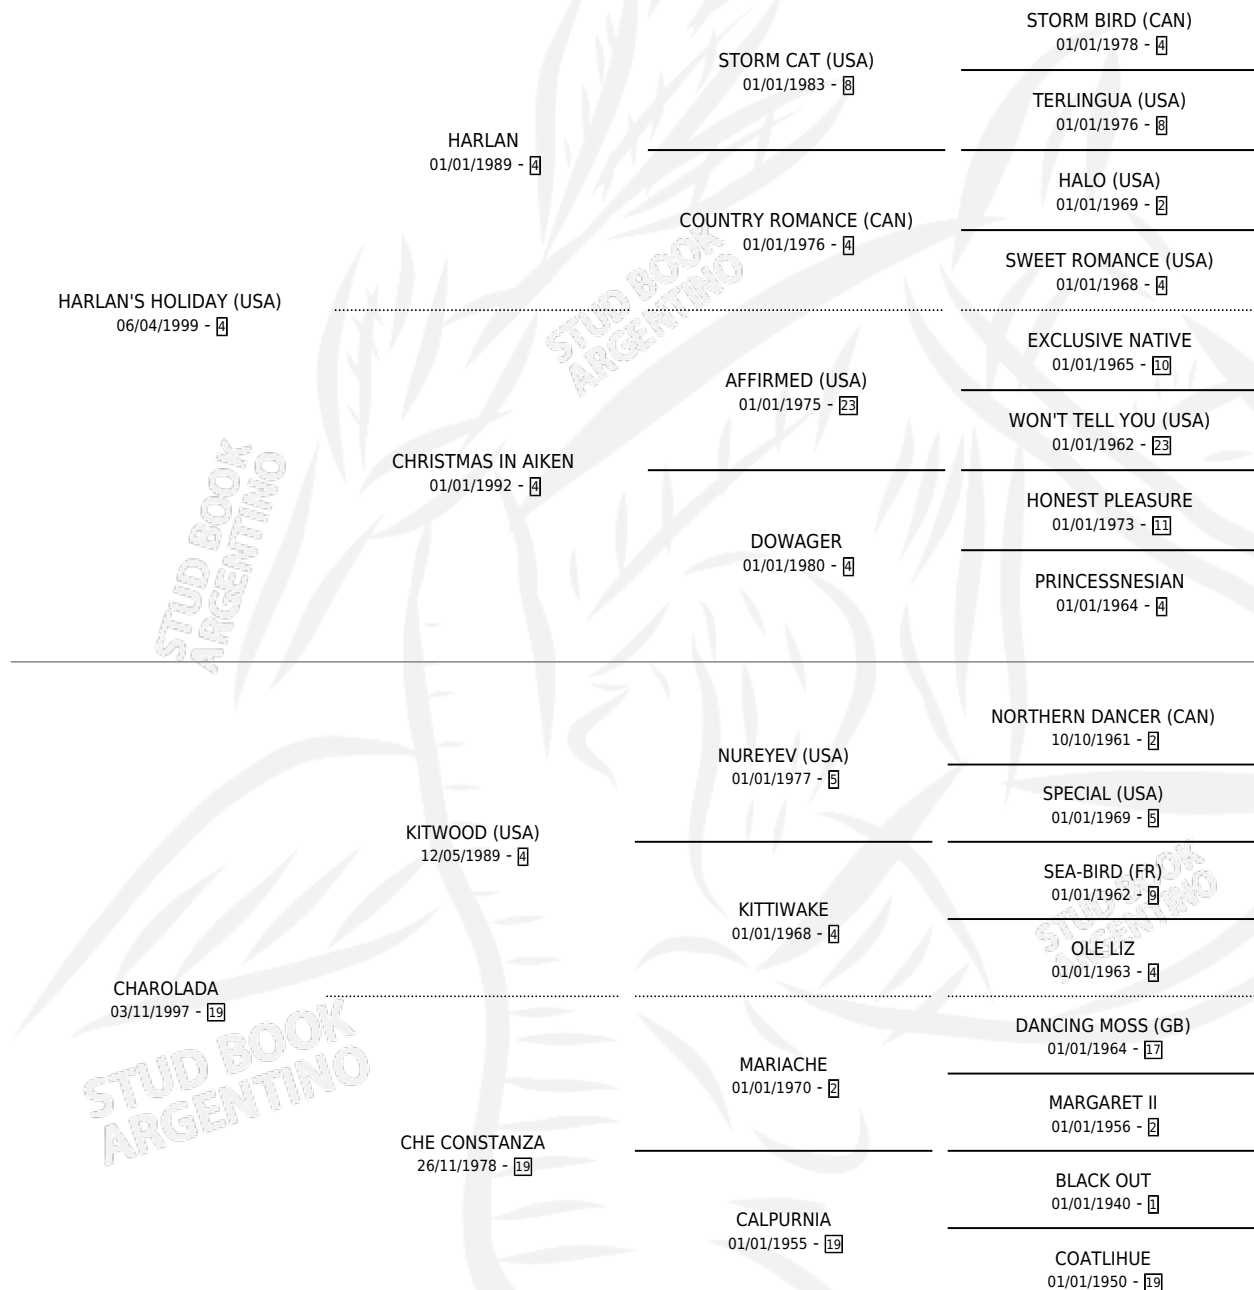 STORM BIRD (CAN)
01/01/1978 - 4
STORM CAT (USA)
01/01/1983 - 8
TERLINGUA (USA)
01/01/1976 - 8
HARLAN
01/01/1989 - 4
HALO (USA)
01/01/1969 - 2
COUNTRY ROMANCE (CAN)
01/01/1976 - 4
SWEET ROMANCE (USA)
01/01/1968 - 4
HARLAN'S HOLIDAY (USA)
06/04/1999 - 4
EXCLUSIVE NATIVE
01/01/1965 - 10
AFFIRMED (USA)
01/01/1975 - 23
WON'T TELL YOU (USA)
01/01/1962 - 23
CHRISTMAS IN AIKEN
01/01/1992 - 4
HONEST PLEASURE
01/01/1973 - 11
DOWAGER
01/01/1980 - 4
PRINCESSNESIAN
01/01/1964 - 4
NORTHERN DANCER (CAN)
10/10/1961 - 2
NUREYEV (USA)
01/01/1977 - 5
SPECIAL (USA)
01/01/1969 - 5
KITWOOD (USA)
12/05/1989 - 4
SEA-BIRD (FR)
01/01/1962 - 9
KITTIWAKE
01/01/1968 - 4
OLE LIZ
01/01/1963 - 4
CHAROLADA
03/11/1997 - 19
DANCING MOSS (GB)
01/01/1964 - 17
MARIACHE
01/01/1970 - 2
MARGARET II
01/01/1956 - 2
CHE CONSTANZA
26/11/1978 - 19
BLACK OUT
01/01/1940 - 1
CALPURNIA
01/01/1955 - 19
COATLIHUE
01/01/1950 - 19
STUD BOOK
ARGENTINO
STUD BOOK
ARGENTINO
STUD BOOK
ARGENTINO
STUD BOOK
ARGENTINO